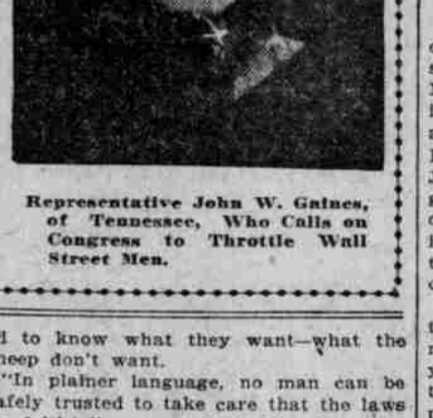 Representative John W. Gaines,
of Tennessee, Who Calls on
Congress to Throttle Wall
Street Men.
to know what they want—what the
don't want.
"In plainer language, no man can be
trusted to take care that the laws